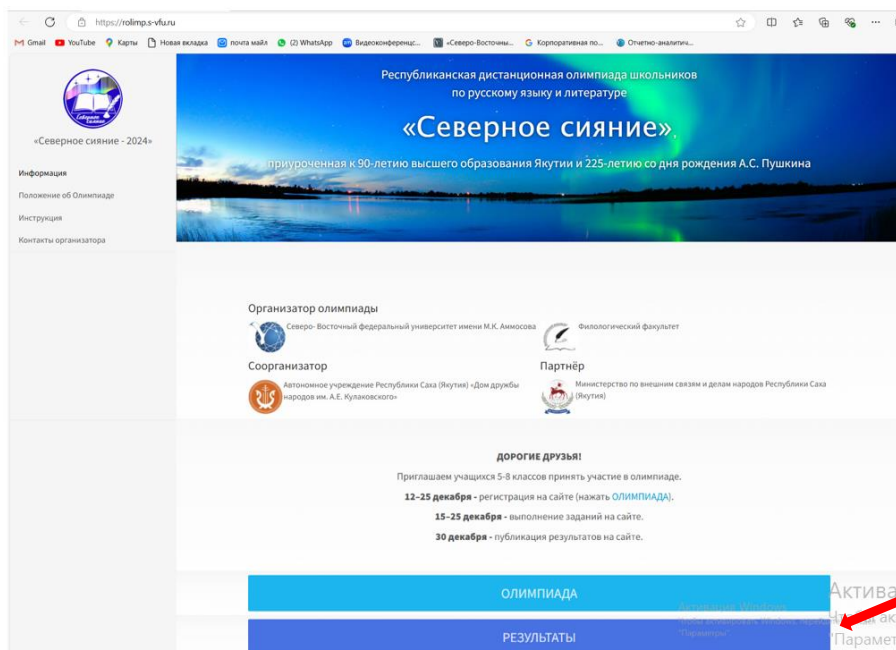 https://rolimp.s-vfu.ru
Gmail YouTube Карты Новая вкладка почта майл (2) WhatsApp Видеоконференцс... «Северо-Восточны... Корпоративная по... Отчетно-аналитич...
«Северное сияние - 2024»
Информация
Положение об Олимпиаде
Инструкция
Контакты организатора
Республиканская дистанционная олимпиада школьников
по русскому языку и литературе
«Северное сияние»,
приуроченная к 90-летию высшего образования Якутии и 225-летию со дня рождения А.С. Пушкина
Организатор олимпиады
Северо- Восточный федеральный университет имени М.К. Аммосова
Филологический факультет
Соорганизатор
Партнёр
Автономное учреждение Республики Саха (Якутия) «Дом дружбы
народов им. А.Е. Кулаковского»
Министерство по внешним связям и делам народов Республики Саха
(Якутия)
ДОРОГИЕ ДРУЗЬЯ!
Приглашаем учащихся 5-8 классов принять участие в олимпиаде.
12–25 декабря - регистрация на сайте (нажать ОЛИМПИАДА).
15–25 декабря - выполнение заданий на сайте.
30 декабря - публикация результатов на сайте.
ОЛИМПИАДА
РЕЗУЛЬТАТЫ
Активация Windows
"Параметры".
Актива
"Парамет